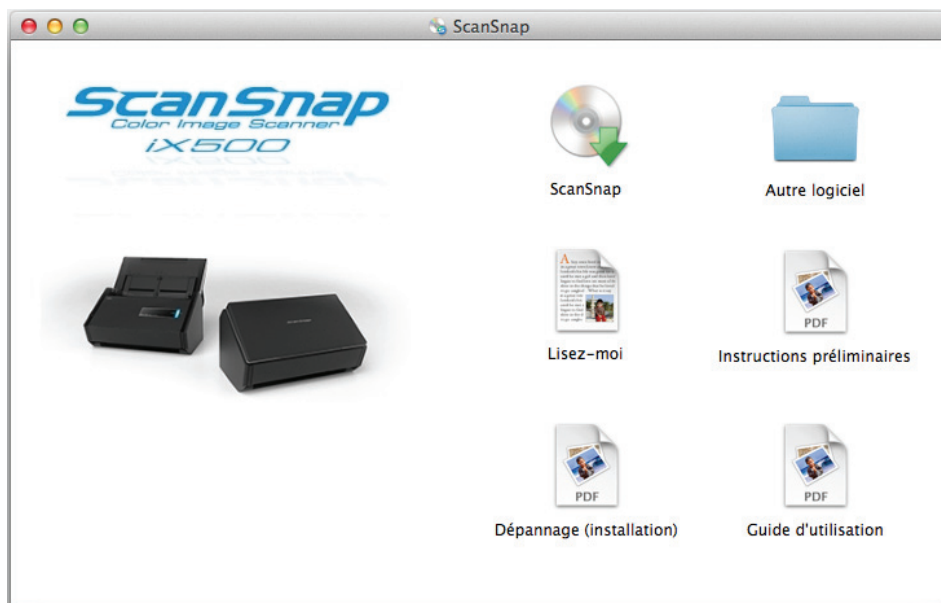 ScanSnap
ScanSnap
Color Image Scanner
iX500
ScanSnap
Autre logiciel
Lisez-moi
PDF
Instructions préliminaires
PDF
Dépannage (installation)
PDF
Guide d'utilisation